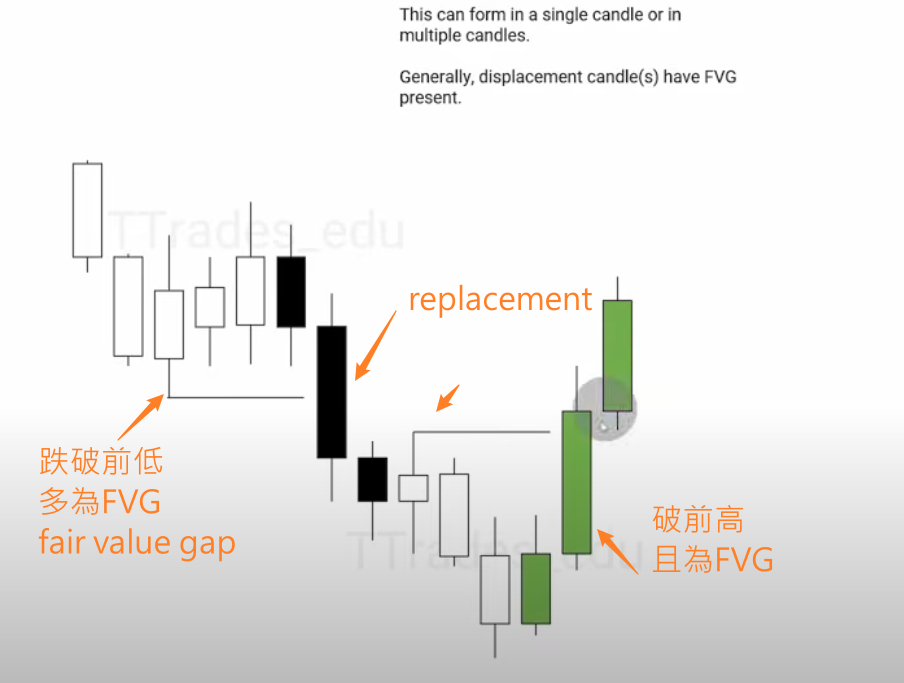 This can form in a single candle or in
multiple candles.
Generally, displacement candle(s) have FVG
present.
TTrades_edu
replacement
跌破前低
多為FVG
fair value gap
破前高
且為FVG
TTrades_edu